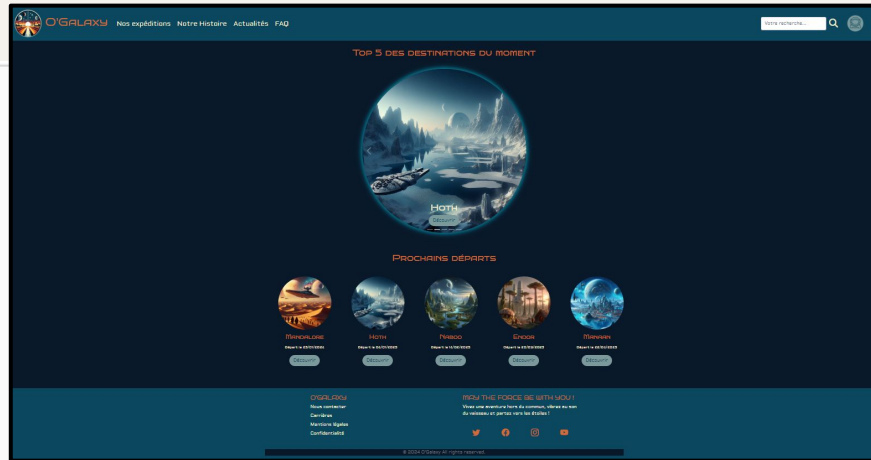 O'Galaxy
Nos expéditions Notre Histoire Actualités FAQ
Votre recherche...
Top 5 des destinations du moment
Hoth
Découvrir
Prochains départs
Mandalore Hoth Naboo Endor Manaan
Découvrir Découvrir Découvrir Découvrir Découvrir
O'GALAXY
Nous contacter
Carrières
Mentions légales
Confidentialité
MAY THE FORCE BE WITH YOU !
Vivez une aventure hors du commun, vibrez au son
du vaisseau et partez vers les étoiles !
© 2024 O'Galaxy All rights reserved